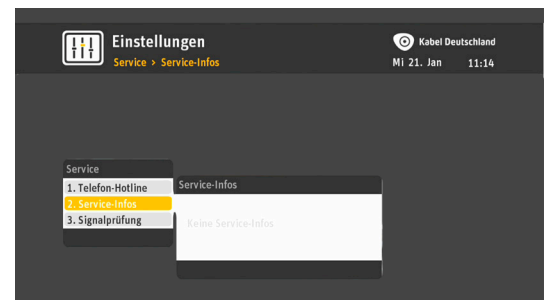 Einstellungen
Service > Service-Infos
Kabel Deutschland
Mi 21. Jan 11:14
Service
1. Telefon-Hotline
2. Service-Infos
3. Signalprüfung
Service-Infos
Keine Service-Infos